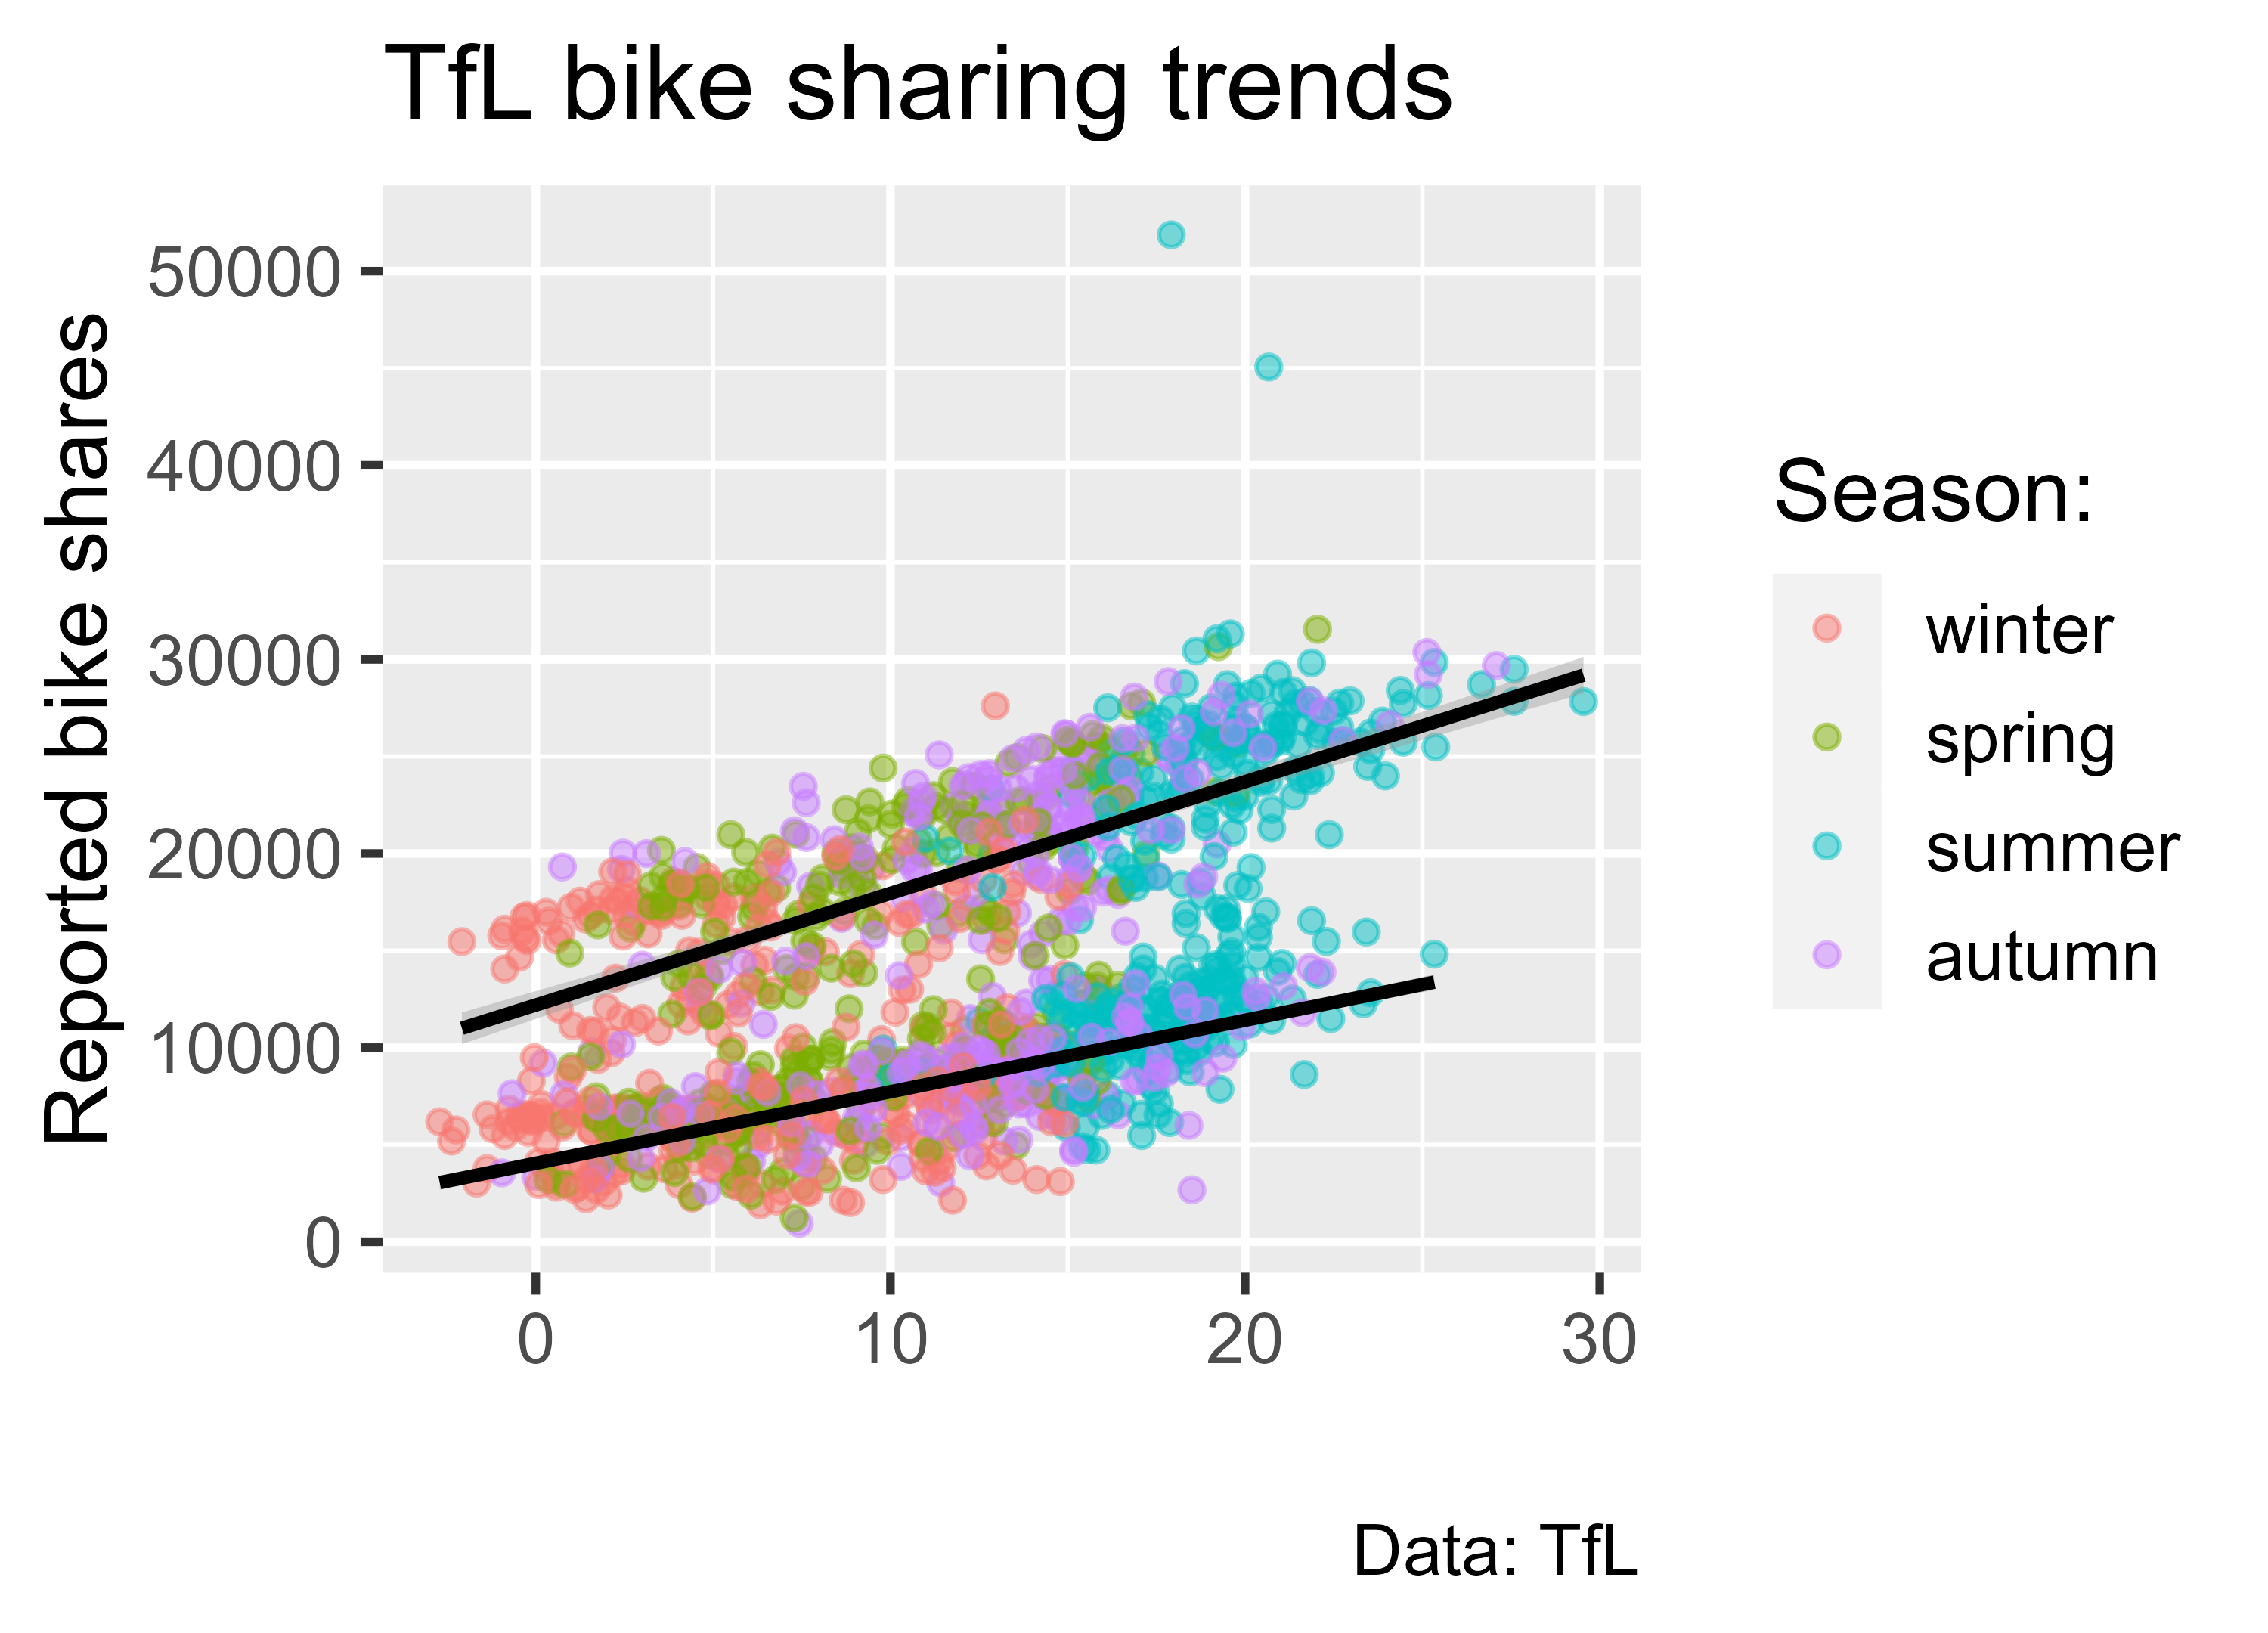 TfL bike sharing trends
Reported bike shares
50000
40000
30000
20000
10000
0
0 10 20 30
Season:
winter
spring
summer
autumn
Data: TfL